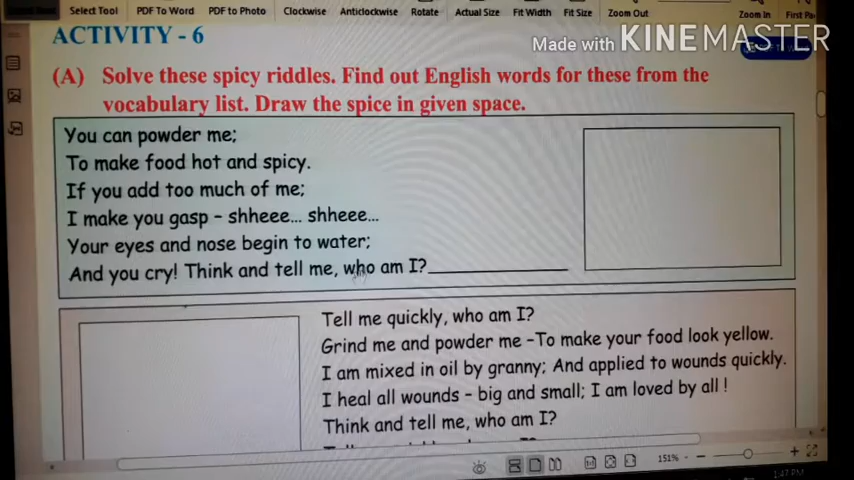 Select Tool PDF To Word PDF to Photo Clockwise Anticlockwise Rotate Actual Size Fit Width Fit Size Zoom Out Zoom In First Pa
Made with KINEMASTER
ACTIVITY - 6
(A) Solve these spicy riddles. Find out English words for these from the
vocabulary list. Draw the spice in given space.
You can powder me;
To make food hot and spicy.
If you add too much of me;
I make you gasp - shheee... shheee...
Your eyes and nose begin to water;
And you cry! Think and tell me, who am I?
Tell me quickly, who am I?
Grind me and powder me -To make your food look yellow.
I am mixed in oil by granny; And applied to wounds quickly.
I heal all wounds - big and small; I am loved by all !
Think and tell me, who am I?
151%
1:47 PM